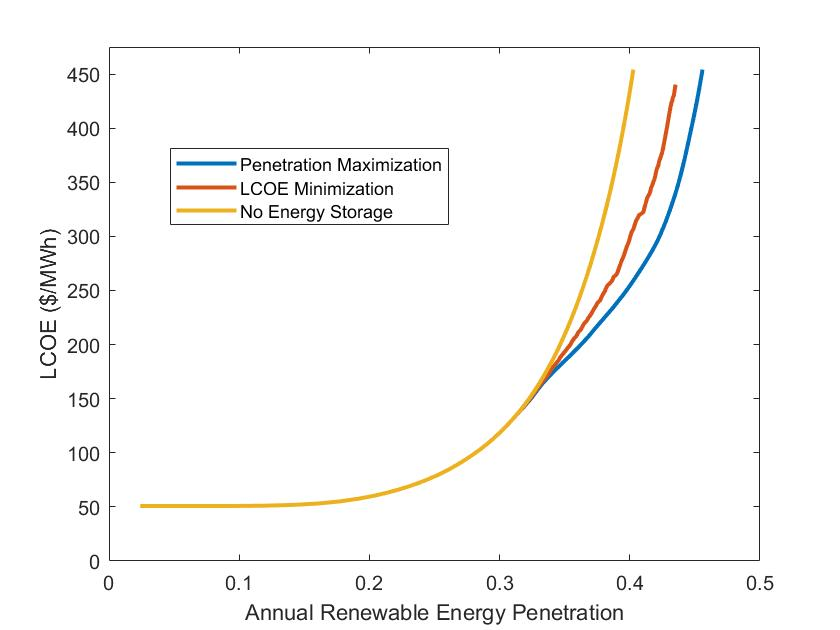 450
400
350
300
250
200
150
100
50
0
LCOE ($/MWh)
Penetration Maximization
LCOE Minimization
No Energy Storage
0 0.1 0.2 0.3 0.4 0.5
Annual Renewable Energy Penetration